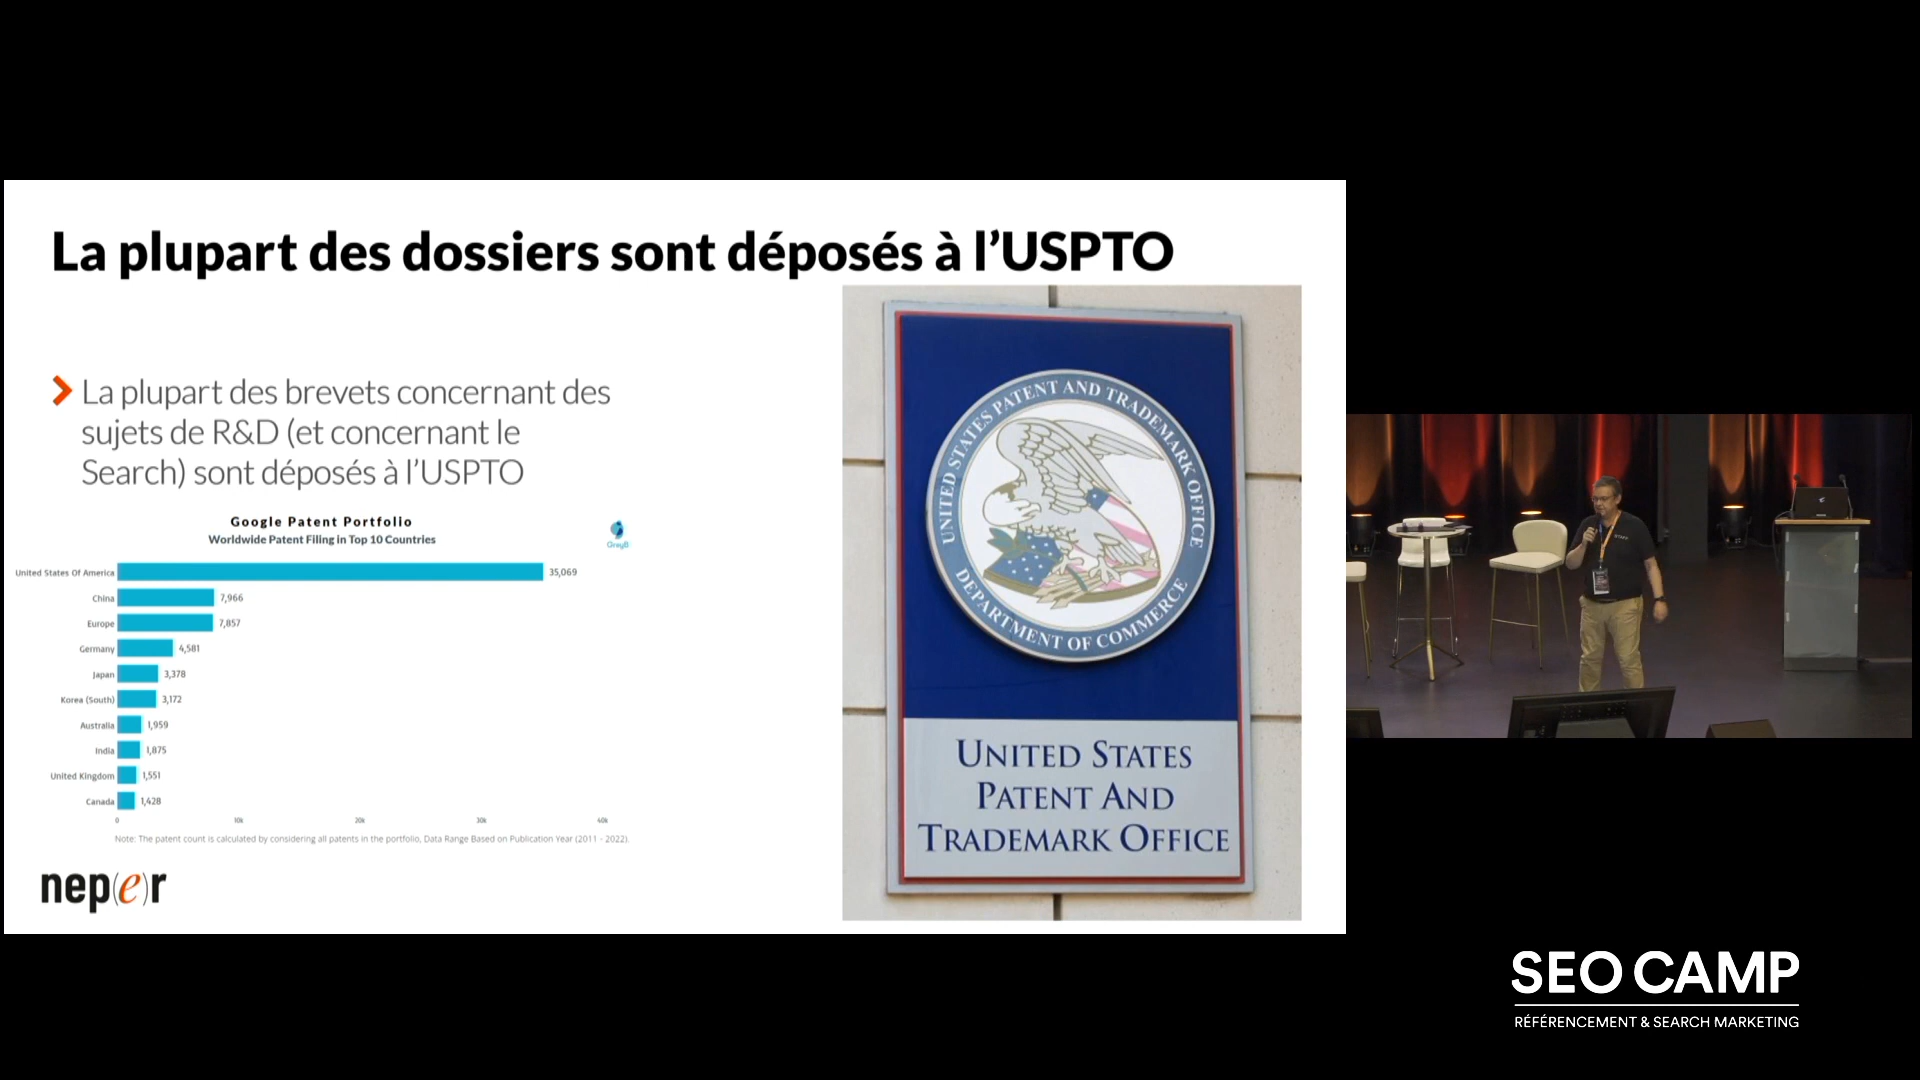 La plupart des dossiers sont déposés à l’USPTO
La plupart des brevets concernant des
sujets de R&D (et concernant le
Search) sont déposés à l’USPTO
Google Patent Portfolio
Worldwide Patent Filing in Top 10 Countries
GreyB
United States Of America 35,069
China 7,966
Europe 7,857
Germany 4,581
Japan 3,378
Korea (South) 3,172
Australia 1,959
India 1,875
United Kingdom 1,551
Canada 1,428
0 10k 20k 30k 40k
Note: The patent count is calculated by considering all patents in the portfolio, Data Range Based on Publication Year (2011 - 2022).
nep(e)r
UNITED STATES PATENT AND TRADEMARK OFFICE
DEPARTMENT OF COMMERCE
UNITED STATES
PATENT AND
TRADEMARK OFFICE
STAFF
SEO CAMP
RÉFÉRENCEMENT & SEARCH MARKETING